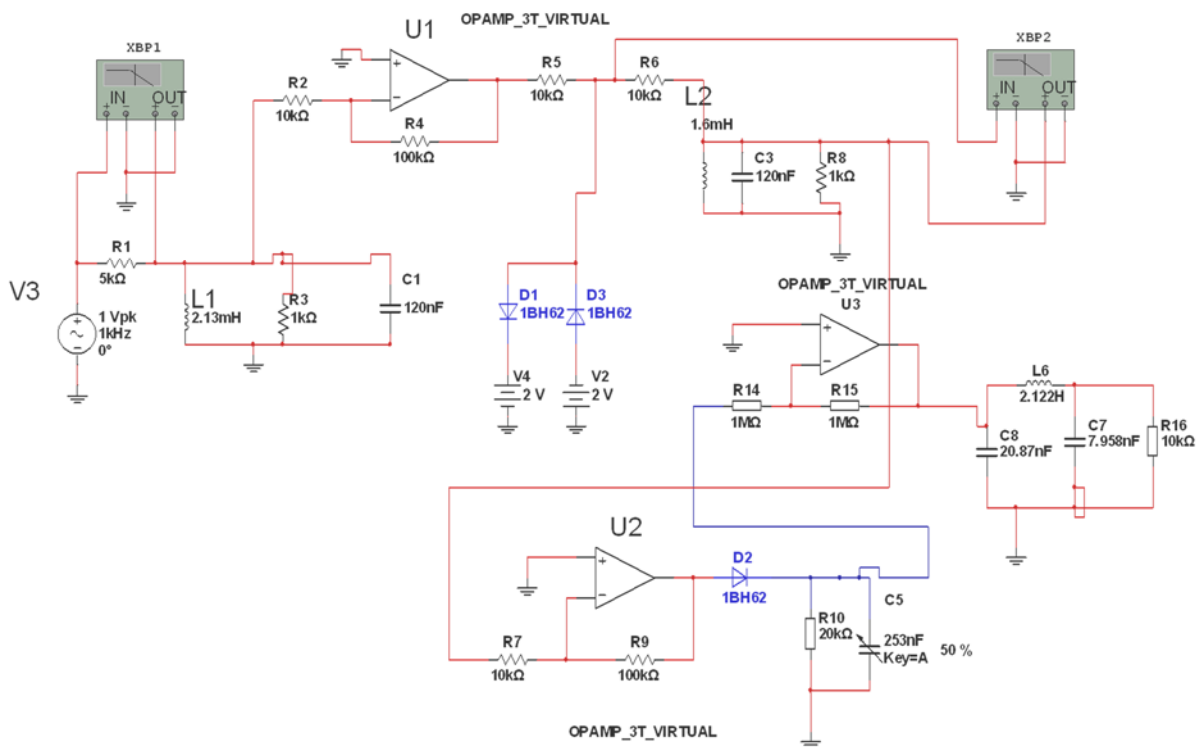 U1
OPAMP_3T_VIRTUAL
XBP1
IN
OUT
+
-
+
-
R2
10kΩ
+
-
R4
100kΩ
R5
10kΩ
R6
10kΩ
XBP2
IN
OUT
+
-
+
-
L2
1.6mH
C3
120nF
R8
1kΩ
V3
1 Vpk
1kHz
0°
+
R1
5kΩ
L1
2.13mH
R3
1kΩ
C1
120nF
D1
1BH62
D3
1BH62
V4
2 V
V2
2 V
OPAMP_3T_VIRTUAL
U3
+
-
R14
1MΩ
R15
1MΩ
L6
2.122H
C8
20.87nF
C7
7.958nF
R16
10kΩ
U2
+
-
D2
1BH62
R7
10kΩ
R9
100kΩ
R10
20kΩ
C5
253nF
Key=A
50 %
OPAMP_3T_VIRTUAL